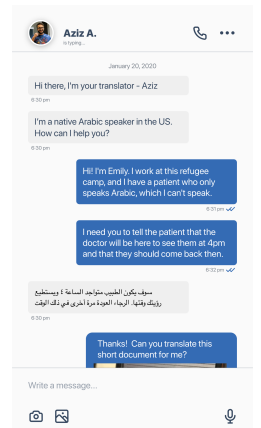 Aziz A.
is typing...
January 20, 2020
Hi there, I'm your translator - Aziz
6:30 pm
I'm a native Arabic speaker in the US.
How can I help you?
6:30 pm
Hi! I'm Emily. I work at this refugee
camp, and I have a patient who only
speaks Arabic, which I can't speak.
6:31 pm
I need you to tell the patient that the
doctor will be here to see them at 4pm
and that they should come back then.
6:32 pm
سوف يكون الطبيب متواجد الساعة ٤ ويستطيع
رؤيتك وقتها. الرجاء العودة مرة أخرى في ذلك الوقت
6:30 pm
Thanks!  Can you translate this
short document for me?
Write a message...